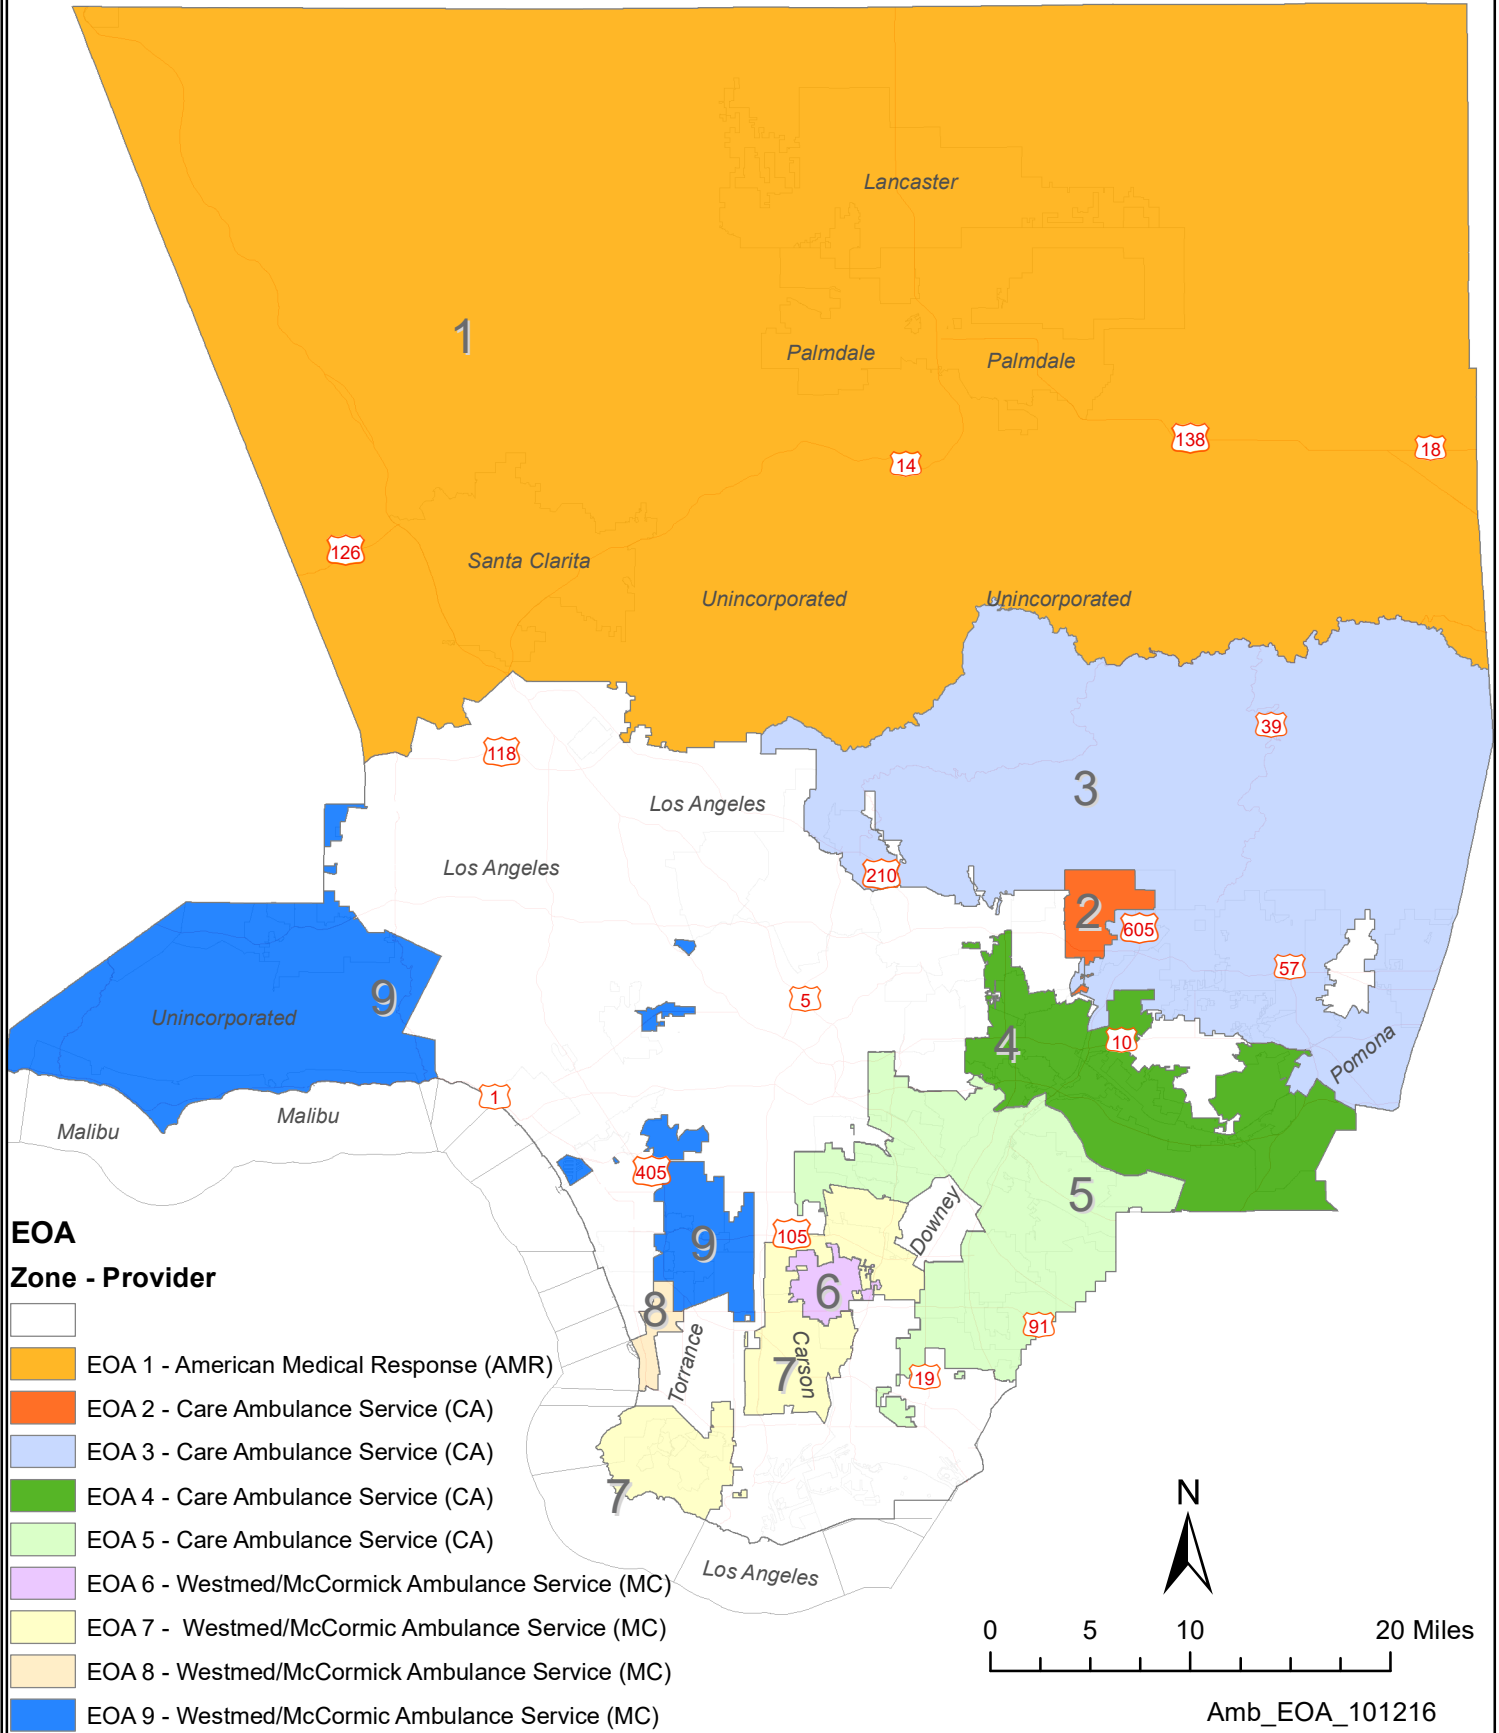 Lancaster
1
Palmdale
Palmdale
138
18
14
126
Santa Clarita
Unincorporated
Unincorporated
39
118
3
Los Angeles
Los Angeles
210
2
605
57
9
5
Unincorporated
4
10
Pomona
1
Malibu
Malibu
405
5
Downey
105
9
6
8
91
Torrance
Carson
7
19
7
Los Angeles
EOA
Zone - Provider
EOA 1 - American Medical Response (AMR)
EOA 2 - Care Ambulance Service (CA)
EOA 3 - Care Ambulance Service (CA)
EOA 4 - Care Ambulance Service (CA)
EOA 5 - Care Ambulance Service (CA)
EOA 6 - Westmed/McCormick Ambulance Service (MC)
EOA 7 -  Westmed/McCormic Ambulance Service (MC)
EOA 8 - Westmed/McCormick Ambulance Service (MC)
EOA 9 - Westmed/McCormic Ambulance Service (MC)
N
0 5 10 20 Miles
Amb_EOA_101216